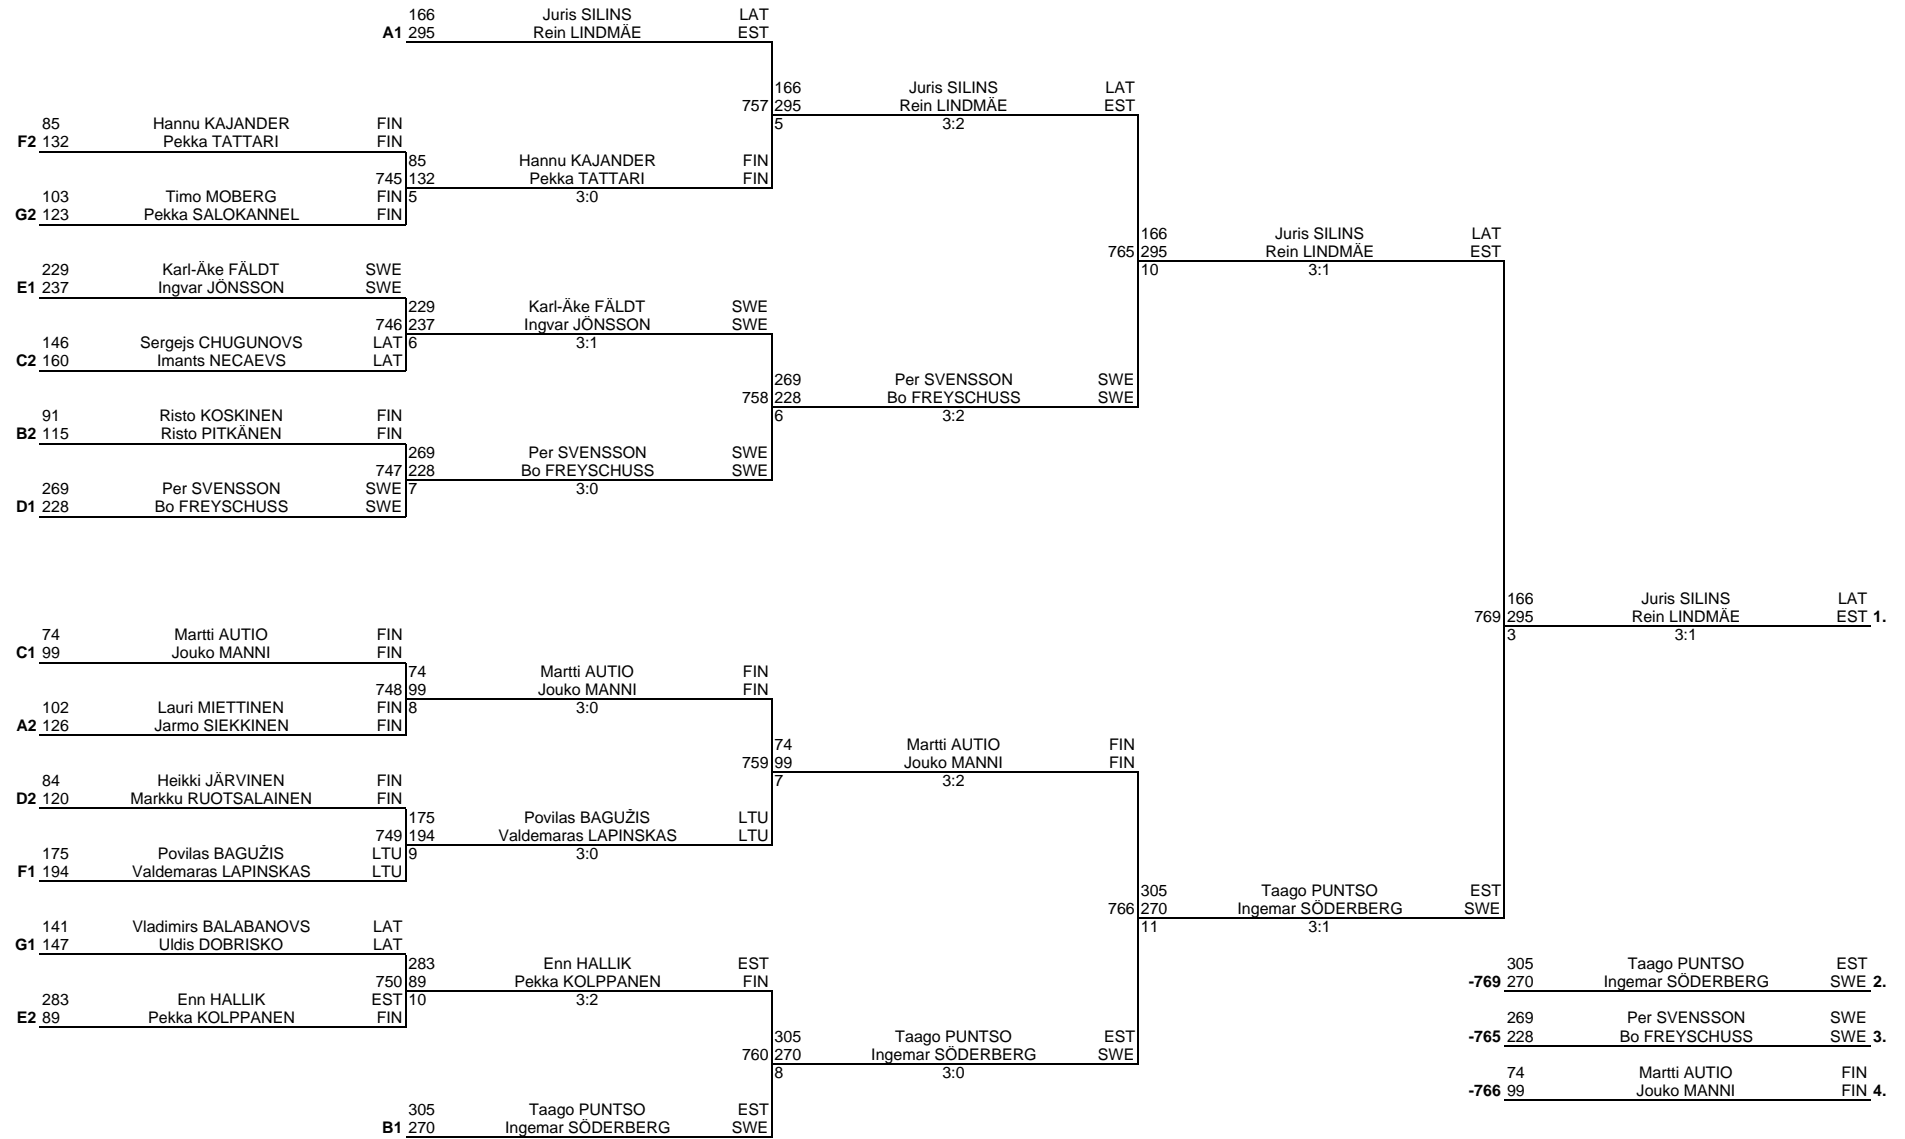 166 Juris SILINS LAT
A1 295 Rein LINDMÄE EST
166 Juris SILINS LAT
757 295 Rein LINDMÄE EST
5 3:2
85 Hannu KAJANDER FIN
F2 132 Pekka TATTARI FIN
85 Hannu KAJANDER FIN
745 132 Pekka TATTARI FIN
5 3:0
103 Timo MOBERG FIN
G2 123 Pekka SALOKANNEL FIN
166 Juris SILINS LAT
765 295 Rein LINDMÄE EST
10 3:1
229 Karl-Äke FÄLDT SWE
E1 237 Ingvar JÖNSSON SWE
229 Karl-Äke FÄLDT SWE
746 237 Ingvar JÖNSSON SWE
6 3:1
146 Sergejs CHUGUNOVS LAT
C2 160 Imants NECAEVS LAT
269 Per SVENSSON SWE
758 228 Bo FREYSCHUSS SWE
6 3:2
91 Risto KOSKINEN FIN
B2 115 Risto PITKÄNEN FIN
269 Per SVENSSON SWE
747 228 Bo FREYSCHUSS SWE
7 3:0
269 Per SVENSSON SWE
D1 228 Bo FREYSCHUSS SWE
166 Juris SILINS LAT
769 295 Rein LINDMÄE EST 1.
3 3:1
74 Martti AUTIO FIN
C1 99 Jouko MANNI FIN
74 Martti AUTIO FIN
748 99 Jouko MANNI FIN
8 3:0
102 Lauri MIETTINEN FIN
A2 126 Jarmo SIEKKINEN FIN
74 Martti AUTIO FIN
759 99 Jouko MANNI FIN
7 3:2
84 Heikki JÄRVINEN FIN
D2 120 Markku RUOTSALAINEN FIN
175 Povilas BAGUŽIS LTU
749 194 Valdemaras LAPINSKAS LTU
9 3:0
175 Povilas BAGUŽIS LTU
F1 194 Valdemaras LAPINSKAS LTU
305 Taago PUNTSO EST
766 270 Ingemar SÖDERBERG SWE
11 3:1
141 Vladimirs BALABANOVS LAT
G1 147 Uldis DOBRISKO LAT
283 Enn HALLIK EST
750 89 Pekka KOLPPANEN FIN
10 3:2
283 Enn HALLIK EST
E2 89 Pekka KOLPPANEN FIN
305 Taago PUNTSO EST
760 270 Ingemar SÖDERBERG SWE
8 3:0
305 Taago PUNTSO EST
B1 270 Ingemar SÖDERBERG SWE
305 Taago PUNTSO EST
-769 270 Ingemar SÖDERBERG SWE 2.
269 Per SVENSSON SWE
-765 228 Bo FREYSCHUSS SWE 3.
74 Martti AUTIO FIN
-766 99 Jouko MANNI FIN 4.